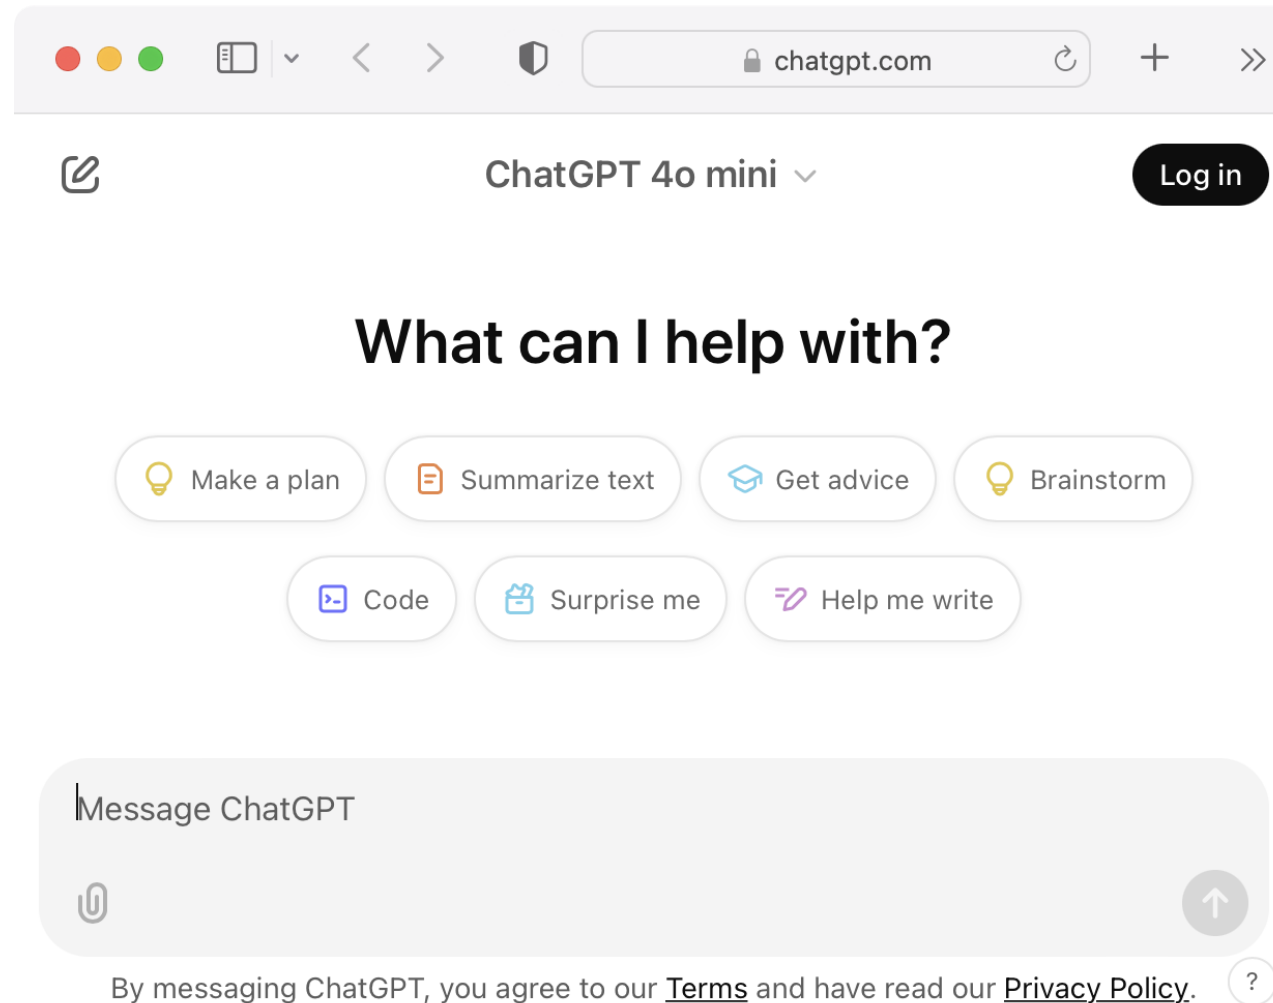 chatgpt.com
ChatGPT 4o mini
Log in
What can I help with?
Make a plan
Summarize text
Get advice
Brainstorm
Code
Surprise me
Help me write
Message ChatGPT
By messaging ChatGPT, you agree to our Terms and have read our Privacy Policy.
?